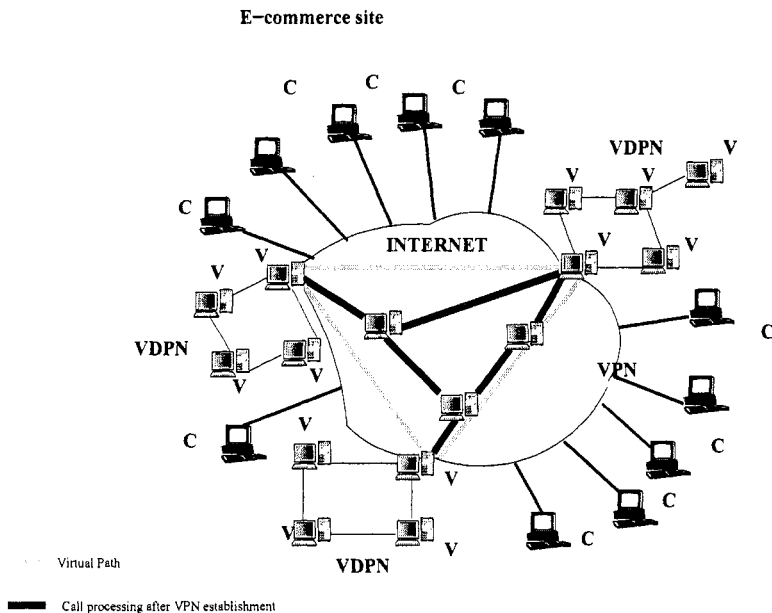 E-commerce site
C C C
VDPN V
V V
C
INTERNET V V
V V
VDPN
V V
C
VPN
V
C
C
V V
C
V VDPN V C
Virtual Path
Call processing after VPN establishment